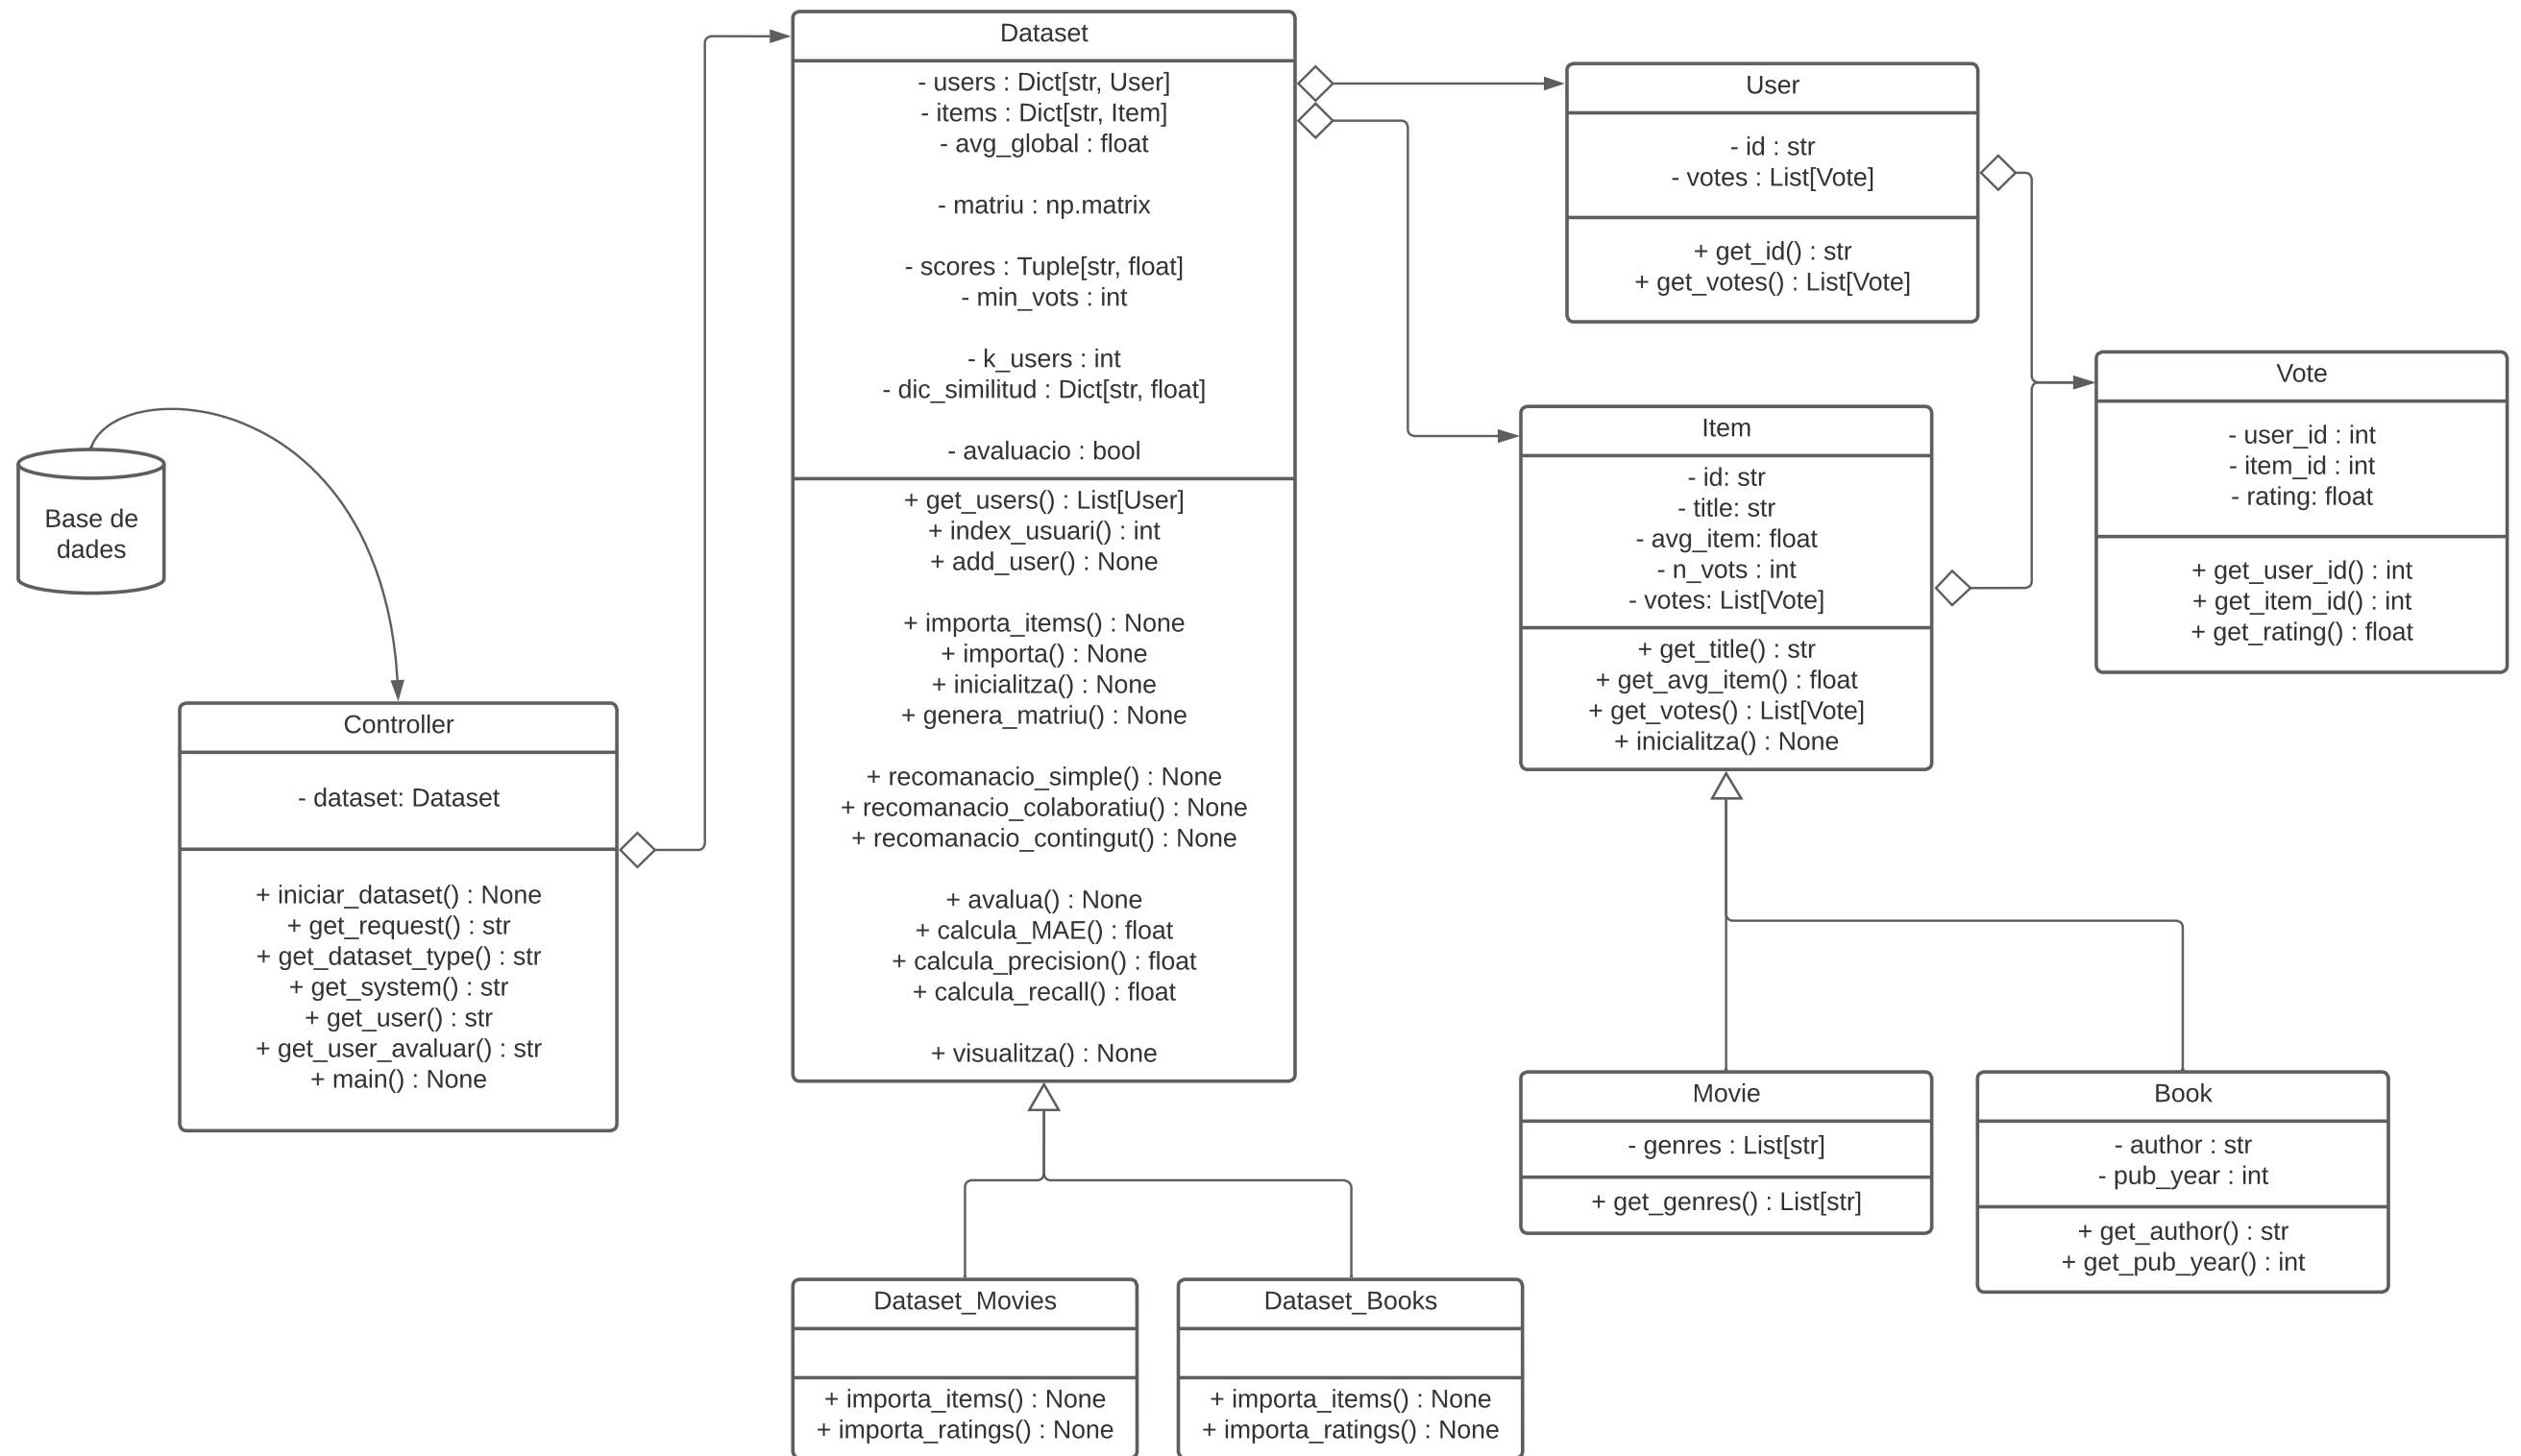 Base de
dades
Controller
- dataset: Dataset
+ iniciar_dataset() : None
+ get_request() : str
+ get_dataset_type() : str
+ get_system() : str
+ get_user() : str
+ get_user_avaluar() : str
+ main() : None
Dataset
- users : Dict[str, User]
- items : Dict[str, Item]
- avg_global : float
- matriu : np.matrix
- scores : Tuple[str, float]
- min_vots : int
- k_users : int
- dic_similitud : Dict[str, float]
- avaluacio : bool
+ get_users() : List[User]
+ index_usuari() : int
+ add_user() : None
+ importa_items() : None
+ importa() : None
+ inicialitza() : None
+ genera_matriu() : None
+ recomanacio_simple() : None
+ recomanacio_colaboratiu() : None
+ recomanacio_contingut() : None
+ avalua() : None
+ calcula_MAE() : float
+ calcula_precision() : float
+ calcula_recall() : float
+ visualitza() : None
Dataset_Movies
+ importa_items() : None
+ importa_ratings() : None
Dataset_Books
+ importa_items() : None
+ importa_ratings() : None
User
- id : str
- votes : List[Vote]
+ get_id() : str
+ get_votes() : List[Vote]
Item
- id: str
- title: str
- avg_item: float
- n_vots : int
- votes: List[Vote]
+ get_title() : str
+ get_avg_item() : float
+ get_votes() : List[Vote]
+ inicialitza() : None
Vote
- user_id : int
- item_id : int
- rating: float
+ get_user_id() : int
+ get_item_id() : int
+ get_rating() : float
Movie
- genres : List[str]
+ get_genres() : List[str]
Book
- author : str
- pub_year : int
+ get_author() : str
+ get_pub_year() : int